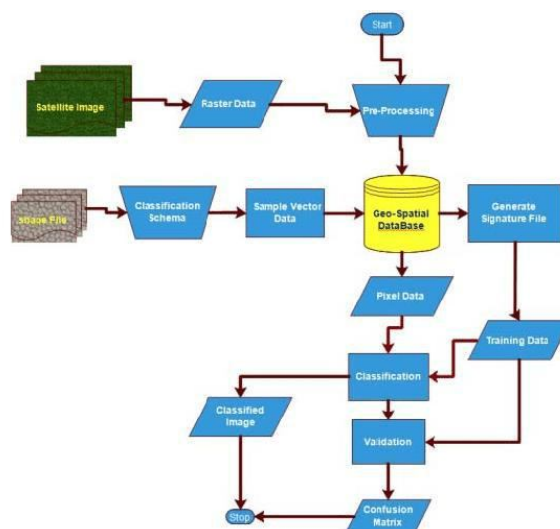 Start
Satellite Image
Raster Data
Pre-Processing
Shape File
Classification
Schema
Sample Vector
Data
Geo-Spatial
DataBase
Generate
Signature File
Pixel Data
Training Data
Classification
Classified
Image
Validation
Stop
Confusion
Matrix